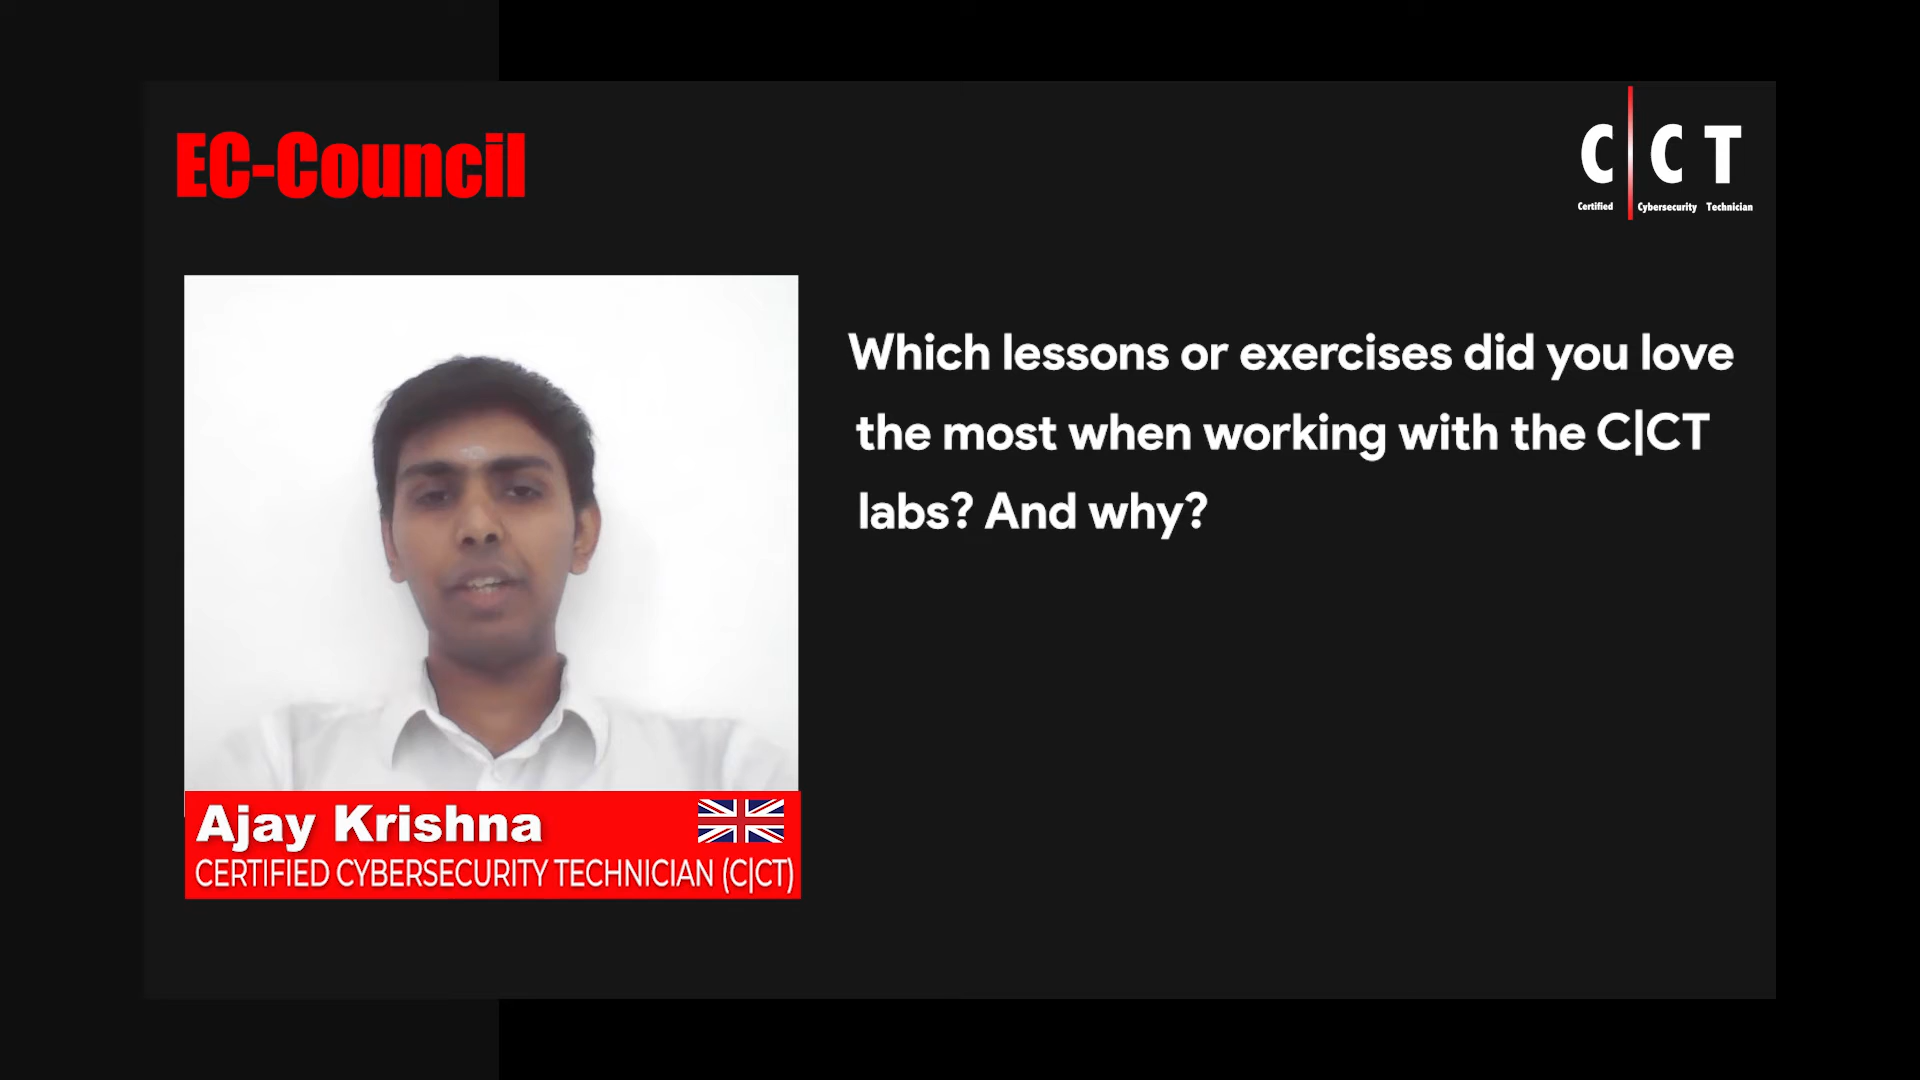 EC-Council
C|CT
Certified Cybersecurity Technician
Which lessons or exercises did you love
the most when working with the C|CT
labs? And why?
Ajay Krishna
CERTIFIED CYBERSECURITY TECHNICIAN (C|CT)